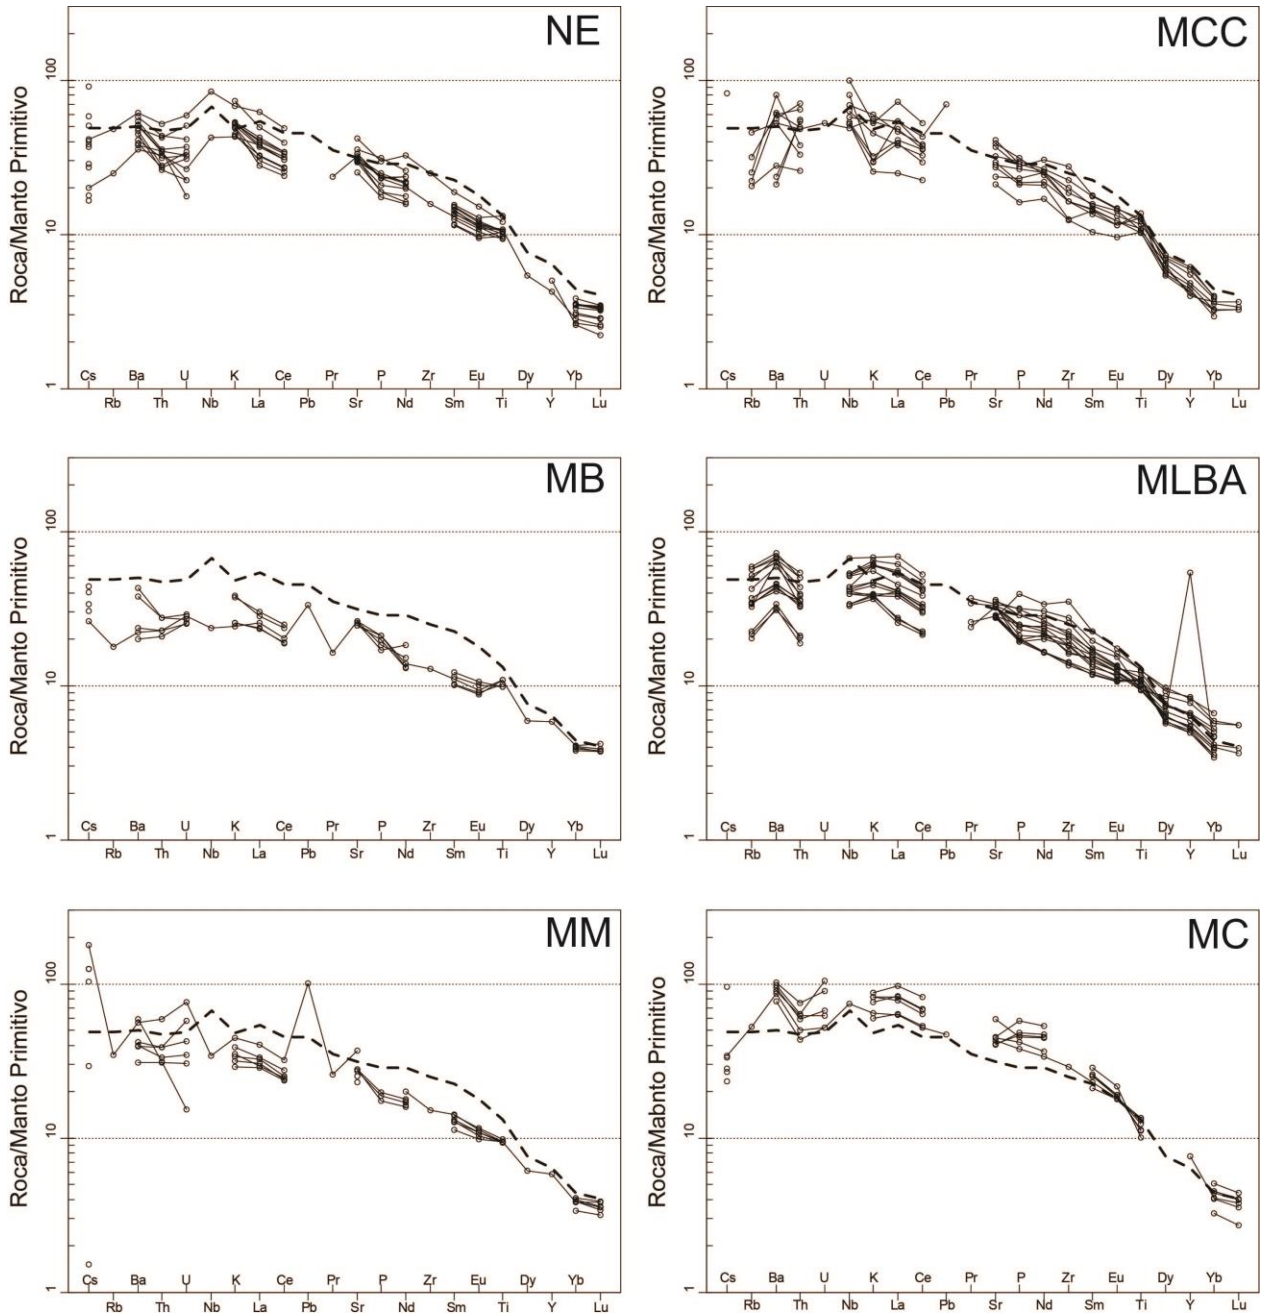 NE
Roca/Manto Primitivo
100
10
1
Cs Ba U K Ce P Zr Eu Dy Yb
Rb Th Nb La Pb Pr Sr Nd Sm Ti Y Lu
MCC
Roca/Manto Primitivo
100
10
1
Cs Ba U K Ce P Zr Eu Dy Yb
Rb Th Nb La Pb Pr Sr Nd Sm Ti Y Lu
MB
Roca/Manto Primitivo
100
10
1
Cs Ba U K Ce P Zr Eu Dy Yb
Rb Th Nb La Pb Pr Sr Nd Sm Ti Y Lu
MLBA
Roca/Manto Primitivo
100
10
1
Cs Ba U K Ce Pr P Zr Eu Dy Yb
Rb Th Nb La Pb Sr Nd Sm Ti Y Lu
MM
Roca/Manto Primitivo
100
10
1
Cs Ba U K Ce P Zr Eu Dy Yb
Rb Th Nb La Pb Pr Sr Nd Sm Ti Y Lu
MC
Roca/Mabnto Primitivo
100
10
1
Cs Ba U K Ce P Zr Eu Dy Yb
Rb Th Nb La Pb Pr Sr Nd Sm Ti Y Lu